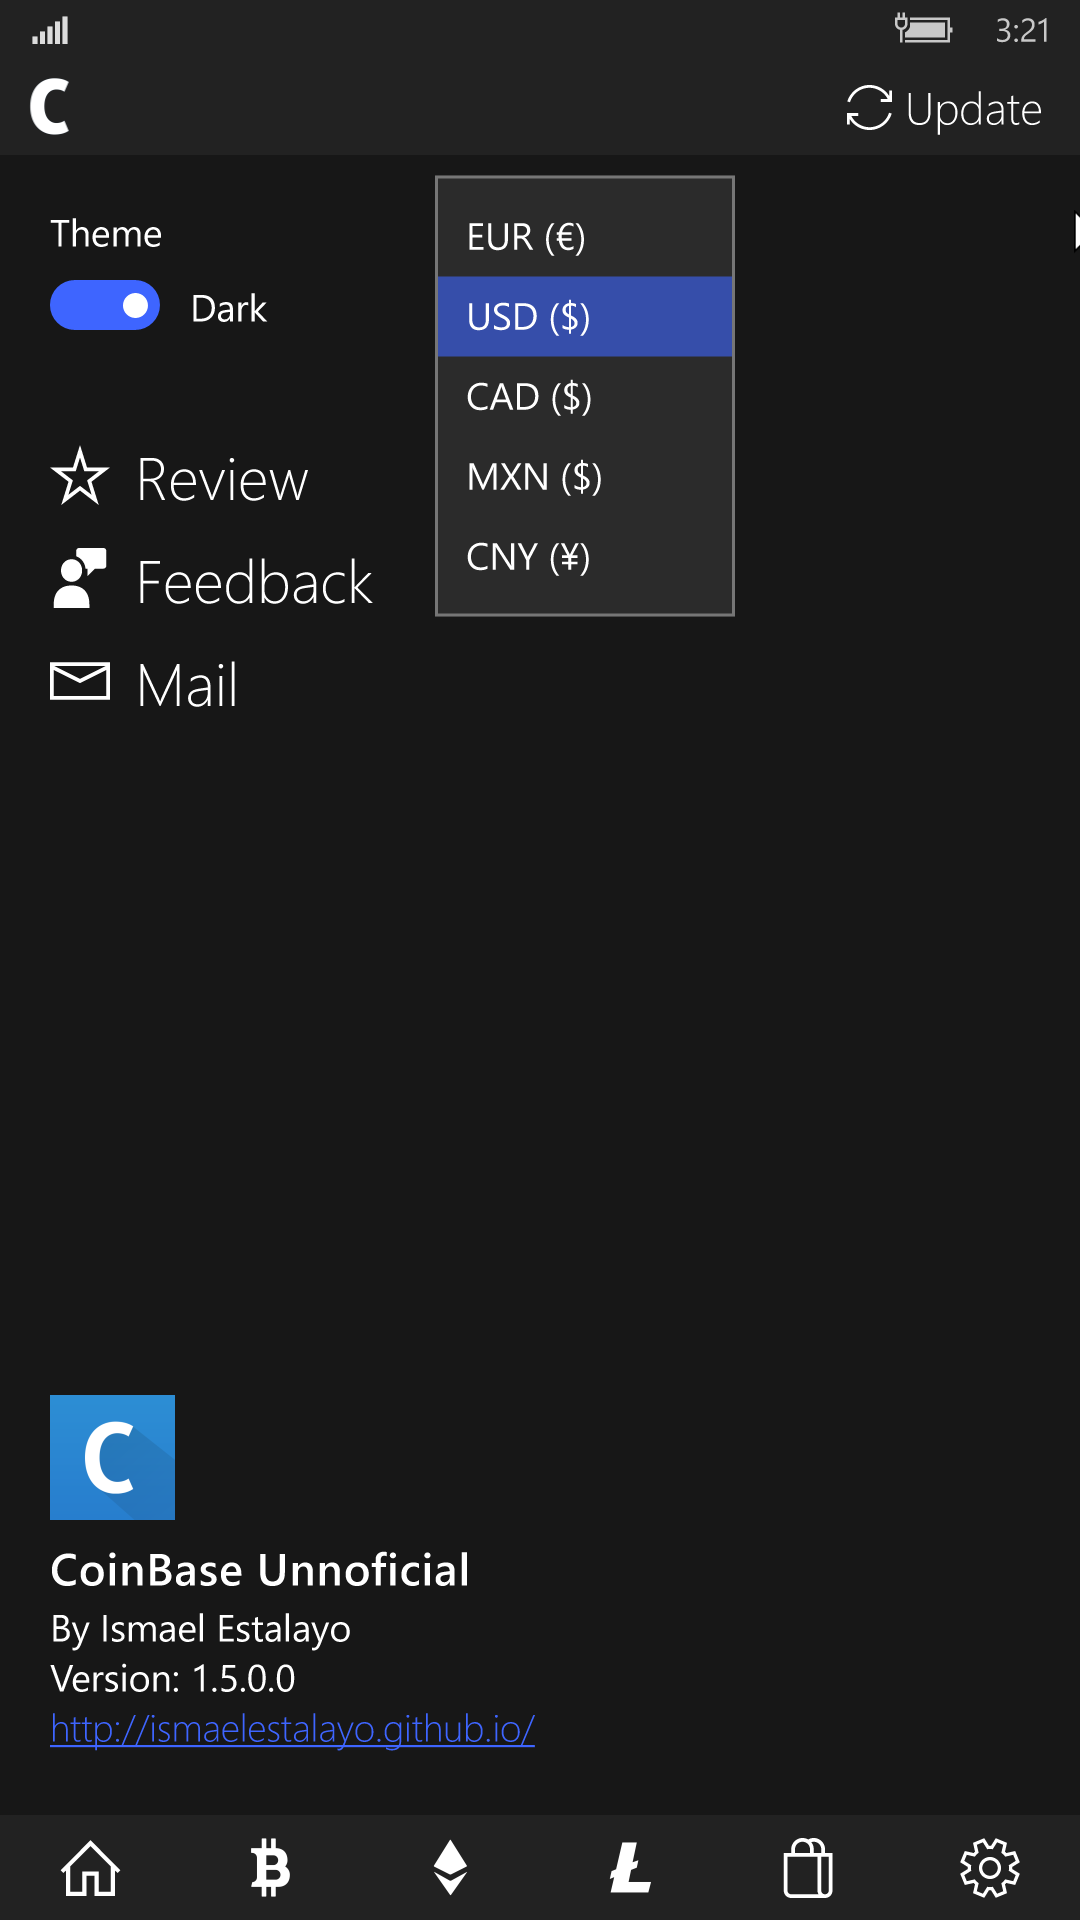 3:21
C
Update
Theme
Dark
EUR (€)
USD ($)
CAD ($)
MXN ($)
CNY (¥)
Review
Feedback
Mail
C
CoinBase Unnoficial
By Ismael Estalayo
Version: 1.5.0.0
http://ismaelestalayo.github.io/